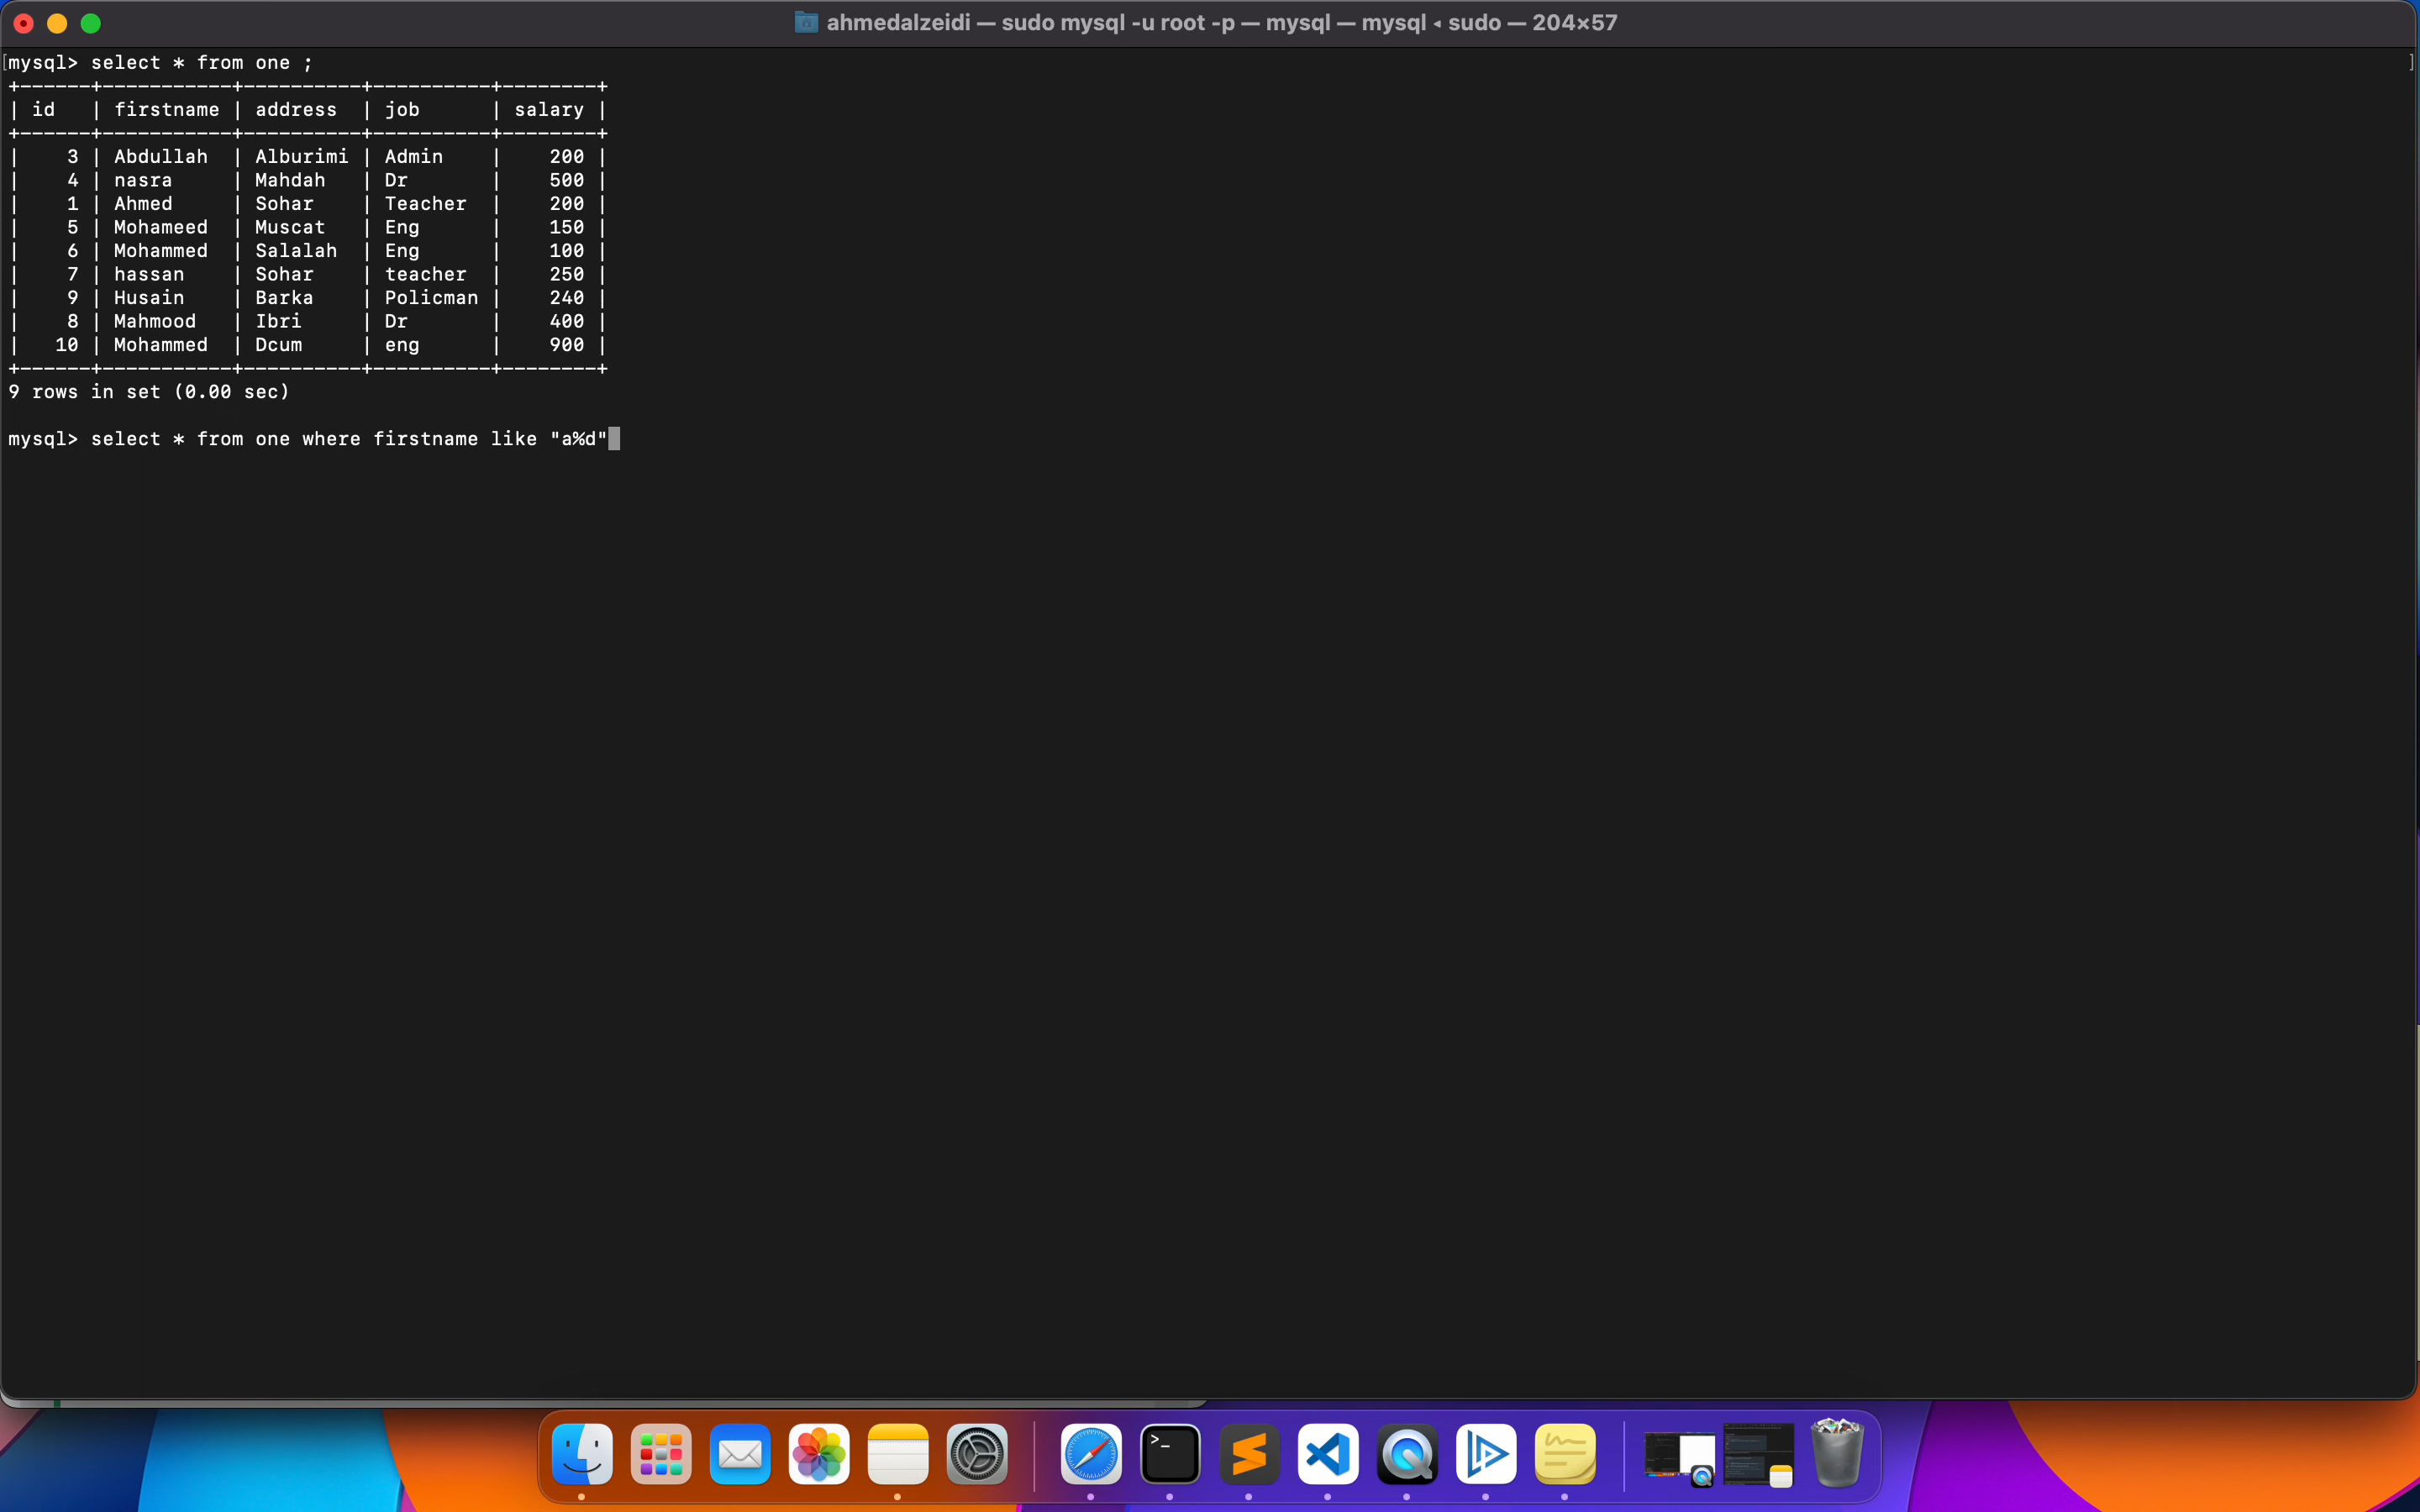 ahmedalzeidi — sudo mysql -u root -p — mysql — mysql ◂ sudo — 204×57
[mysql> select * from one ; ]
+------+-----------+----------+----------+--------+
| id   | firstname | address  | job      | salary |
+------+-----------+----------+----------+--------+
|    3 | Abdullah  | Alburimi | Admin    |    200 |
|    4 | nasra     | Mahdah   | Dr       |    500 |
|    1 | Ahmed     | Sohar    | Teacher  |    200 |
|    5 | Mohameed  | Muscat   | Eng      |    150 |
|    6 | Mohammed  | Salalah  | Eng      |    100 |
|    7 | hassan    | Sohar    | teacher  |    250 |
|    9 | Husain    | Barka    | Policman |    240 |
|    8 | Mahmood   | Ibri     | Dr       |    400 |
|   10 | Mohammed  | Dcum     | eng      |    900 |
+------+-----------+----------+----------+--------+
9 rows in set (0.00 sec)
mysql> select * from one where firstname like "a%d"